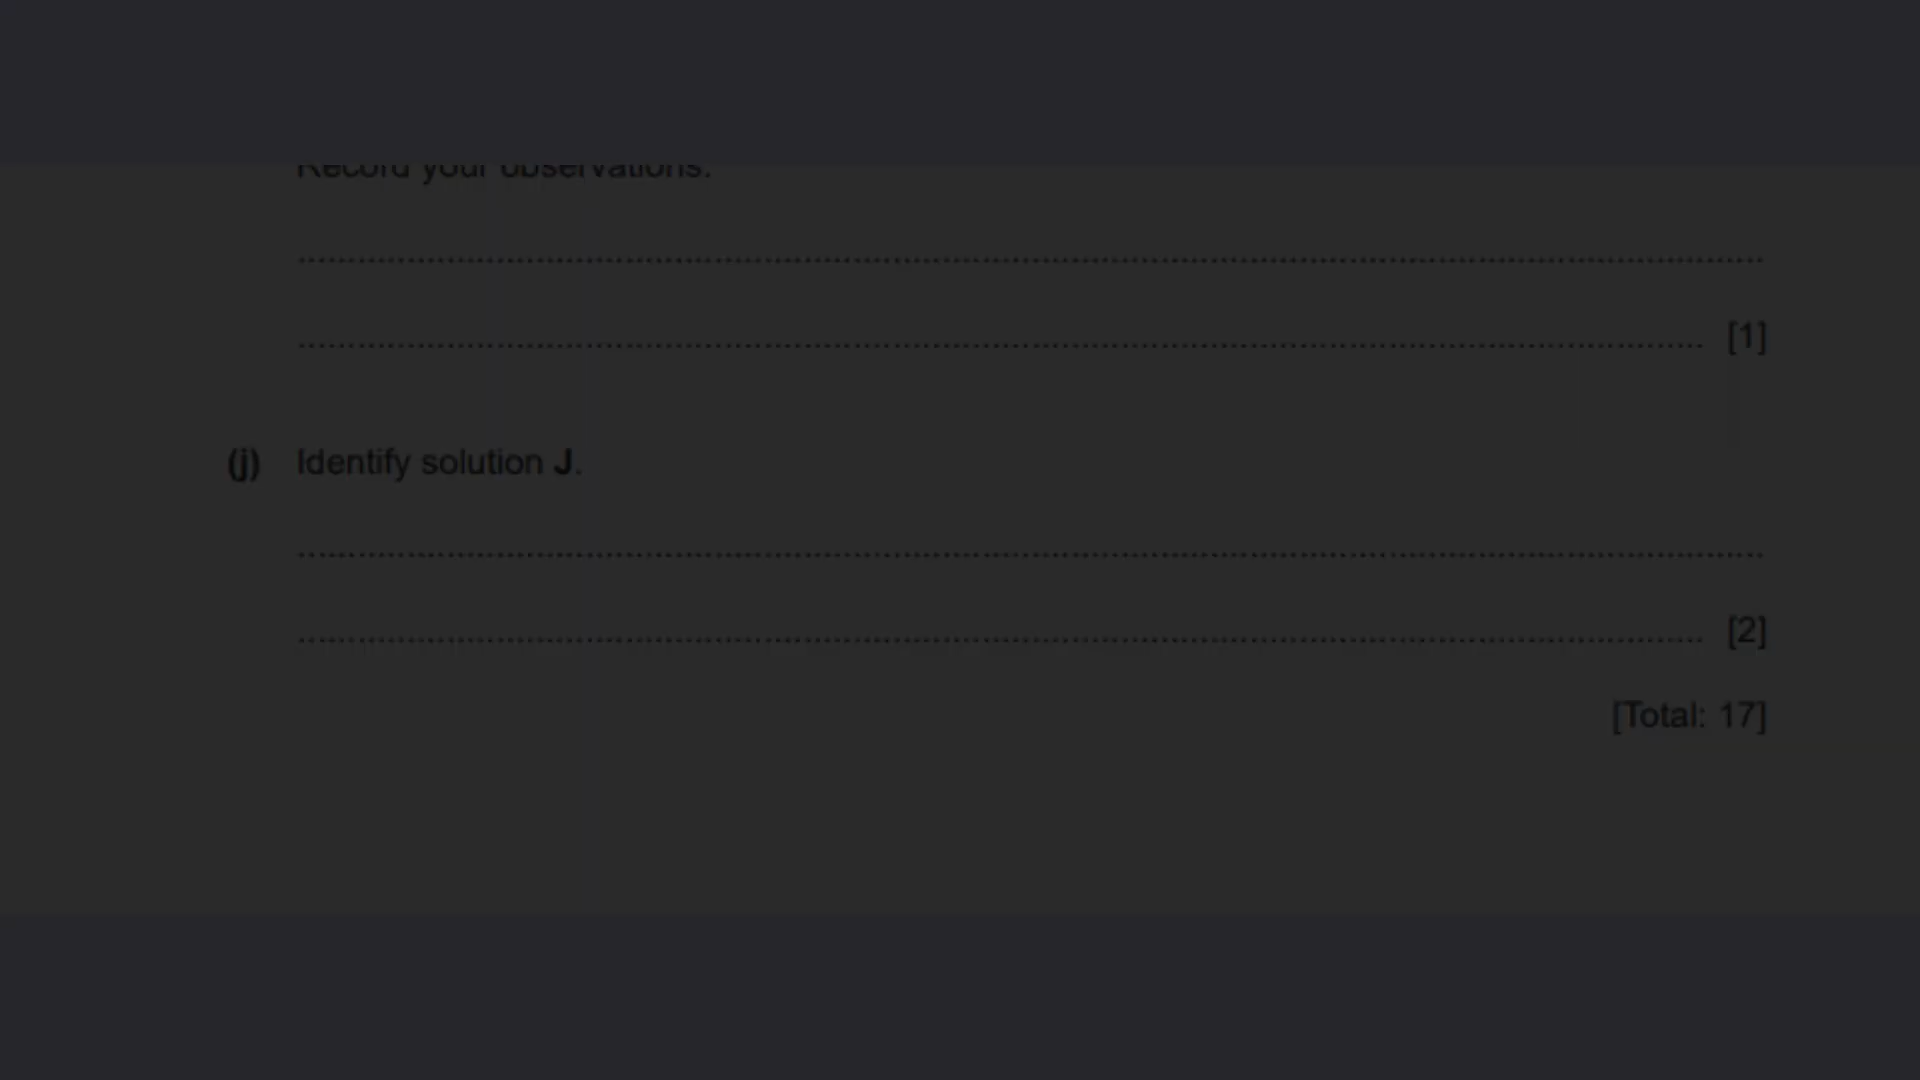 Record your observations.
[1]
(j) Identify solution J.
[2]
[Total: 17]